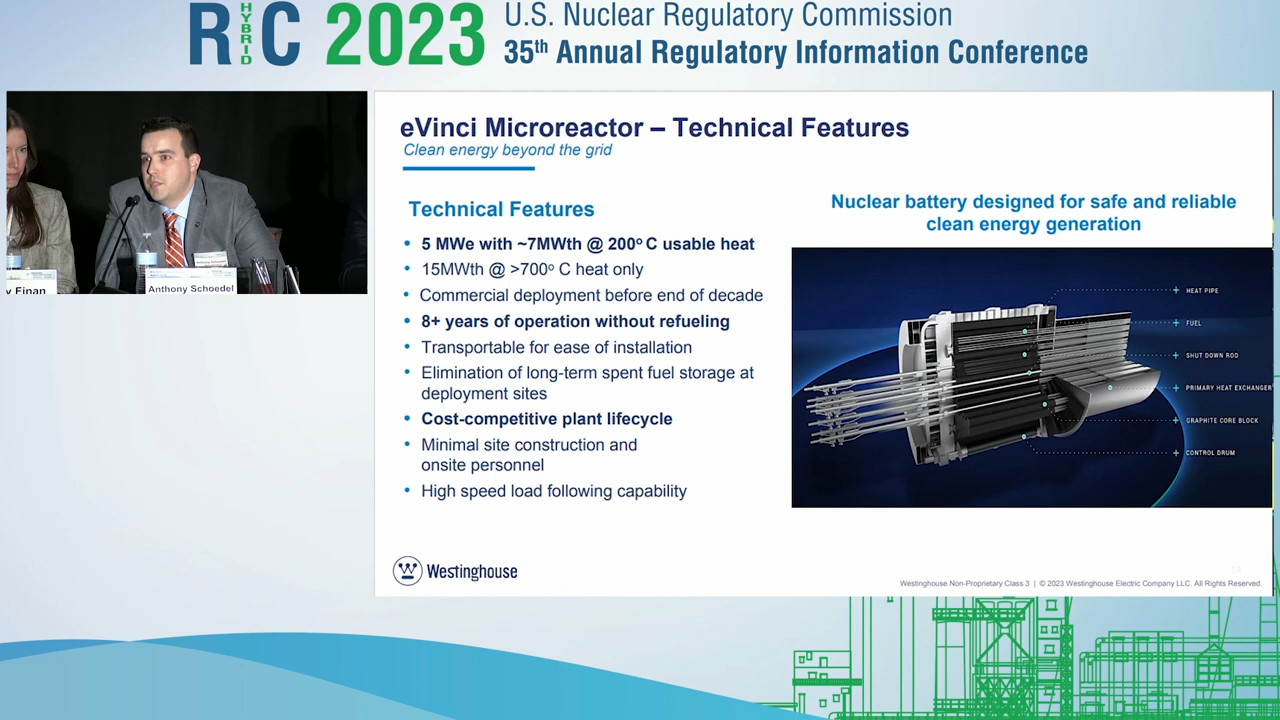 RIC 2023
HYBRID
U.S. Nuclear Regulatory Commission
35th Annual Regulatory Information Conference
y Finan
Anthony Schoedel
eVinci Microreactor – Technical Features
Clean energy beyond the grid
Technical Features
• 5 MWe with ~7MWth @ 200º C usable heat
• 15MWth @ >700º C heat only
• Commercial deployment before end of decade
• 8+ years of operation without refueling
• Transportable for ease of installation
• Elimination of long-term spent fuel storage at
deployment sites
• Cost-competitive plant lifecycle
• Minimal site construction and
onsite personnel
• High speed load following capability
Nuclear battery designed for safe and reliable
clean energy generation
HEAT PIPE
FUEL
SHUT DOWN ROD
PRIMARY HEAT EXCHANGER
GRAPHITE CORE BLOCK
CONTROL DRUM
Westinghouse
Westinghouse Non-Proprietary Class 3 | © 2023 Westinghouse Electric Company LLC. All Rights Reserved.